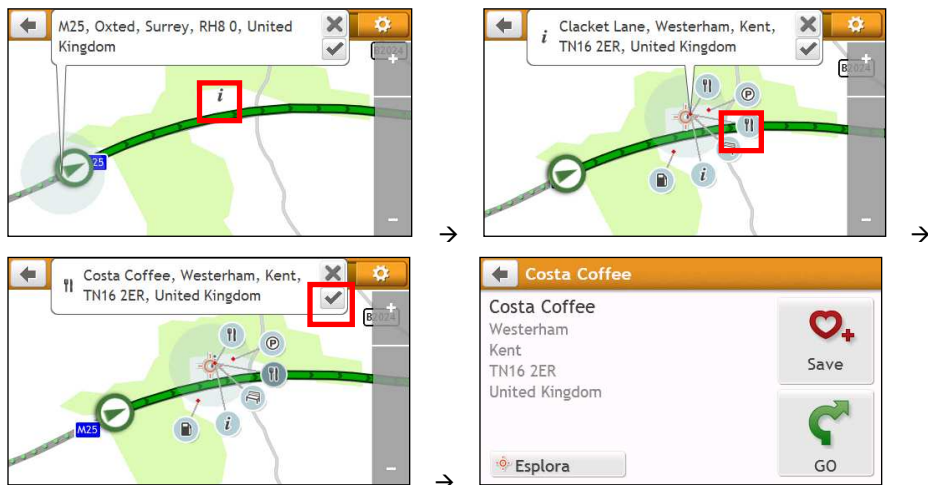 M25, Oxted, Surrey, RH8 0, United
Kingdom
B2024
i
25
+
-
→
i Clacket Lane, Westerham, Kent,
TN16 2ER, United Kingdom
B2024
P
i
+
-
→
Costa Coffee, Westerham, Kent,
TN16 2ER, United Kingdom
P
M25
i
+
-
→
Costa Coffee
Costa Coffee
Westerham
Kent
TN16 2ER
United Kingdom
Save
Esplora
GO